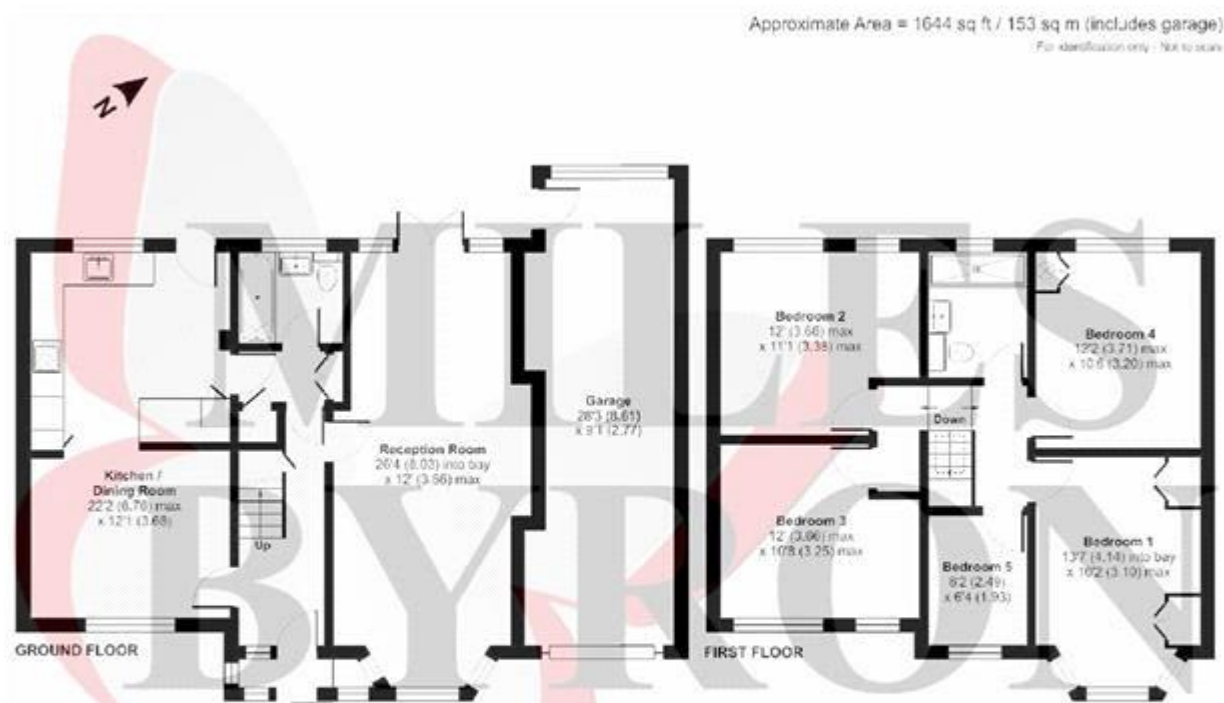 Approximate Area = 1644 sq ft / 153 sq m (includes garage)
For identification only - Not to scale
N
MILES
BYRON
Kitchen /
Dining Room
22'2 (6.76) max
x 12'1 (3.68)
Up
Reception Room
26'4 (8.03) into bay
x 12' (3.66) max
Garage
28'3 (8.61)
x 9'1 (2.77)
GROUND FLOOR
Bedroom 2
12' (3.66) max
x 11'1 (3.38) max
Bedroom 4
12'2 (3.71) max
x 10'6 (3.20) max
Down
Bedroom 3
12' (3.66) max
x 10'8 (3.25) max
Bedroom 5
8'2 (2.49)
x 6'4 (1.93)
Bedroom 1
13'7 (4.14) into bay
x 10'2 (3.10) max
FIRST FLOOR